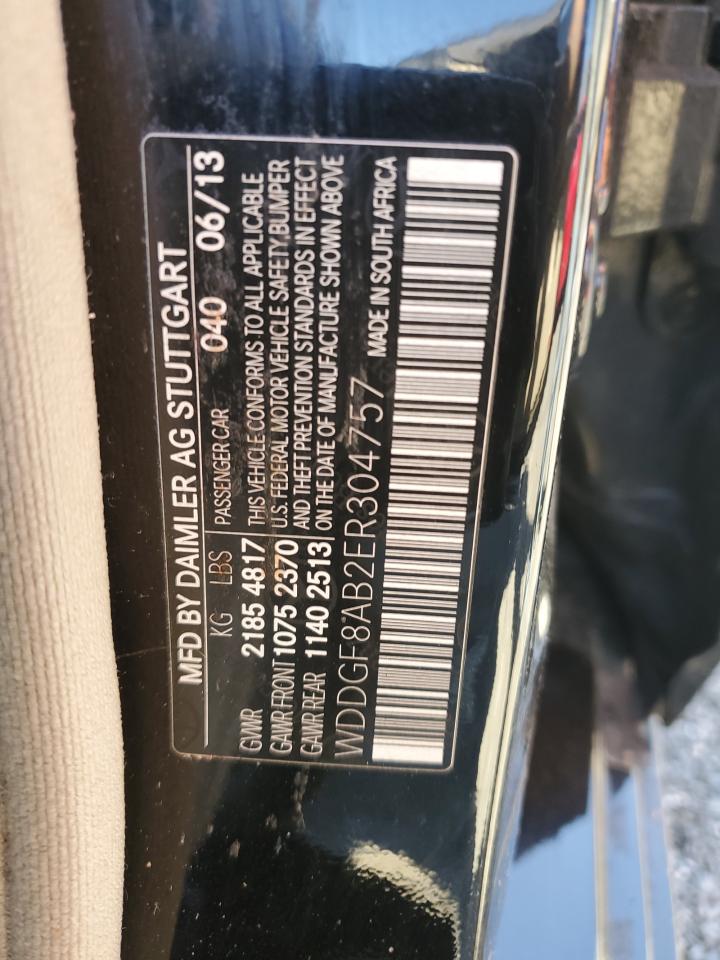 MFD BY DAIMLER AG STUTTGART
KG LBS PASSENGER CAR 040 06/13
GVWR 2185 4817 THIS VEHICLE CONFORMS TO ALL APPLICABLE
GAWR FRONT 1075 2370 U.S. FEDERAL MOTOR VEHICLE SAFETY, BUMPER
GAWR REAR 1140 2513 AND THEFT PREVENTION STANDARDS IN EFFECT
ON THE DATE OF MANUFACTURE SHOWN ABOVE
WDDGF8AB2ER304757 MADE IN SOUTH AFRICA